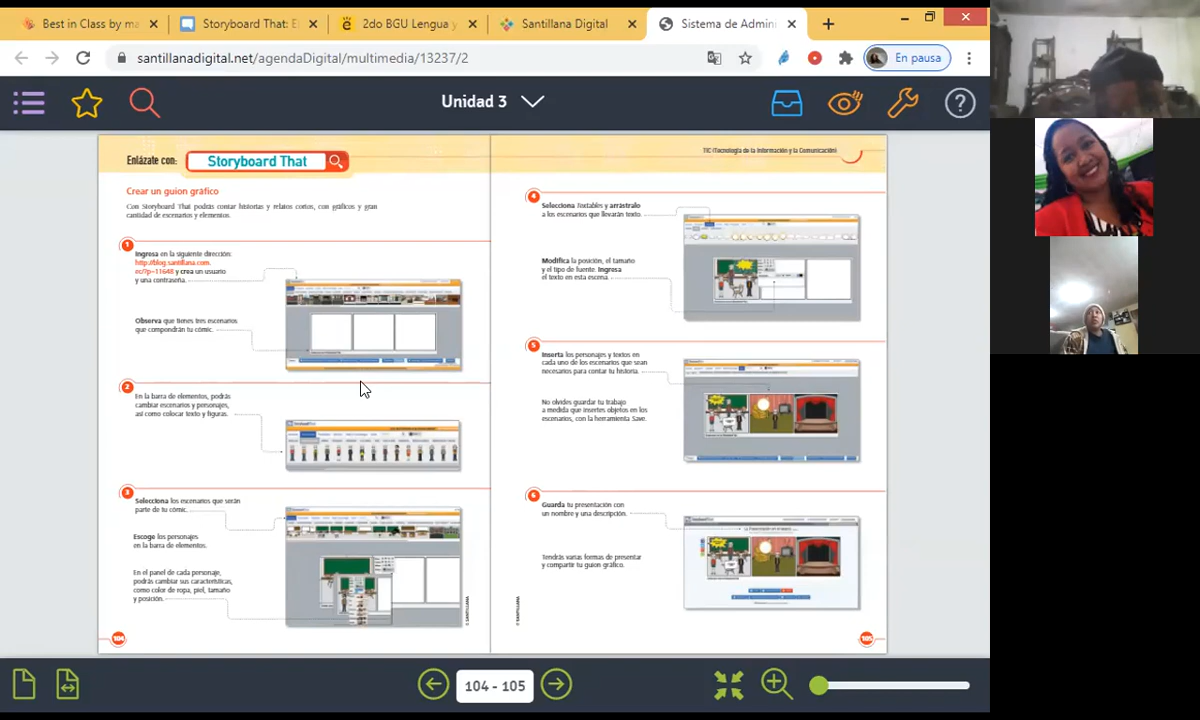 Best in Class by ma
Storyboard That: E
2do BGU Lengua y
Santillana Digital
Sistema de Admin
santillanadigital.net/agendaDigital/multimedia/13237/2
En pausa
Unidad 3
Enlázate con:
Storyboard That
TIC (Tecnología de la Información y la Comunicación)
Crear un guion gráfico
Con Storyboard That podrás contar historias y relatos cortos, con gráficos y gran
cantidad de escenarios y elementos.
1
Ingresa en la siguiente dirección:
http://blog.santillana.com.
ec/?p=11648 y crea un usuario
y una contraseña.
Observa que tienes tres escenarios
que compondrán tu cómic.
2
En la barra de elementos, podrás
cambiar escenarios y personajes,
así como colocar texto y figuras.
3
Selecciona los escenarios que serán
parte de tu cómic.
Escoge los personajes
en la barra de elementos.
En el panel de cada personaje,
podrás cambiar sus características,
como color de ropa, piel, tamaño
y posición.
104
4
Selecciona Textables y arrástralo
a los escenarios que llevarán texto.
Modifica la posición, el tamaño
y el tipo de fuente. Ingresa
el texto en esta escena.
5
Inserta los personajes y textos en
cada uno de los escenarios que sean
necesarios para contar tu historia.
No olvides guardar tu trabajo
a medida que insertes objetos en los
escenarios, con la herramienta Save.
6
Guarda tu presentación con
un nombre y una descripción.
Tendrás varias formas de presentar
y compartir tu guion gráfico.
105
104 - 105